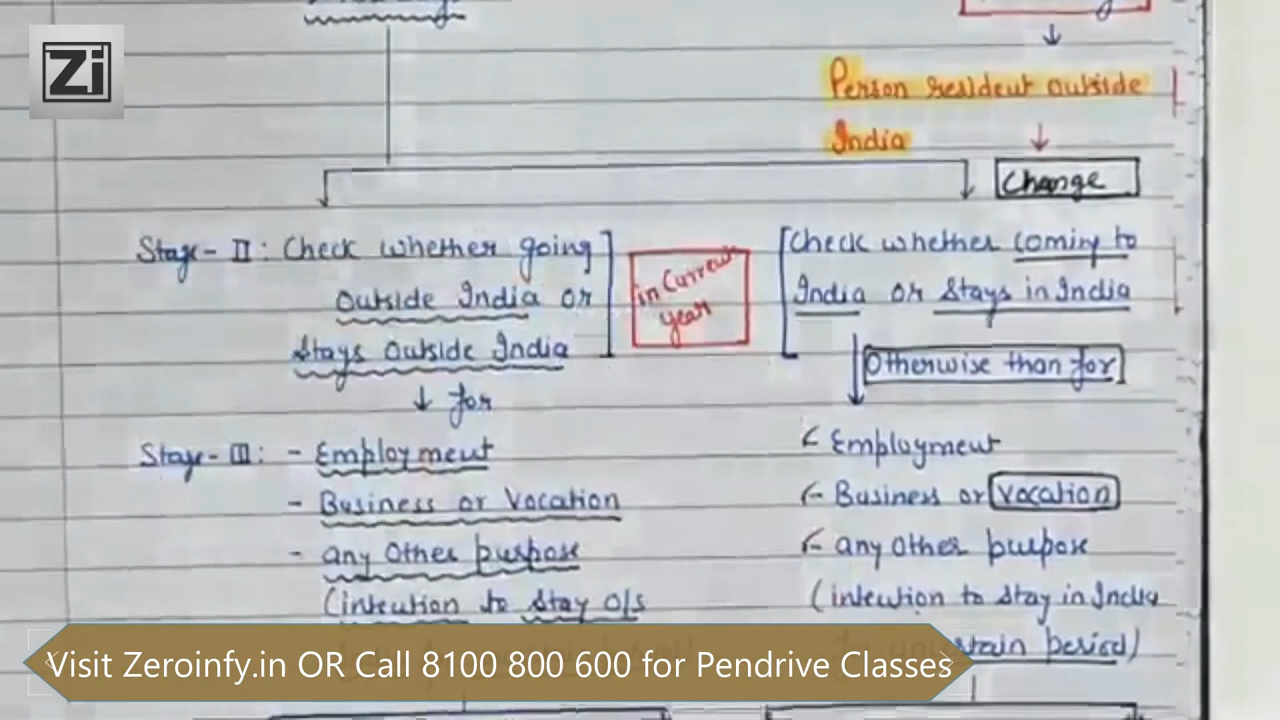 Zi
Person resident outside
India
Change
Stage-II: Check whether going
outside India or
Stays outside India
in Current
year
Check whether coming to
India or Stays in India
Otherwise than for
↓ for
Stage-III: - Employment
- Business or Vocation
- any other purpose
(intention to stay o/s
Employment
Business or Vocation
any other purpose
(intention to stay in India
period)
Visit Zeroinfy.in OR Call 8100 800 600 for Pendrive Classes